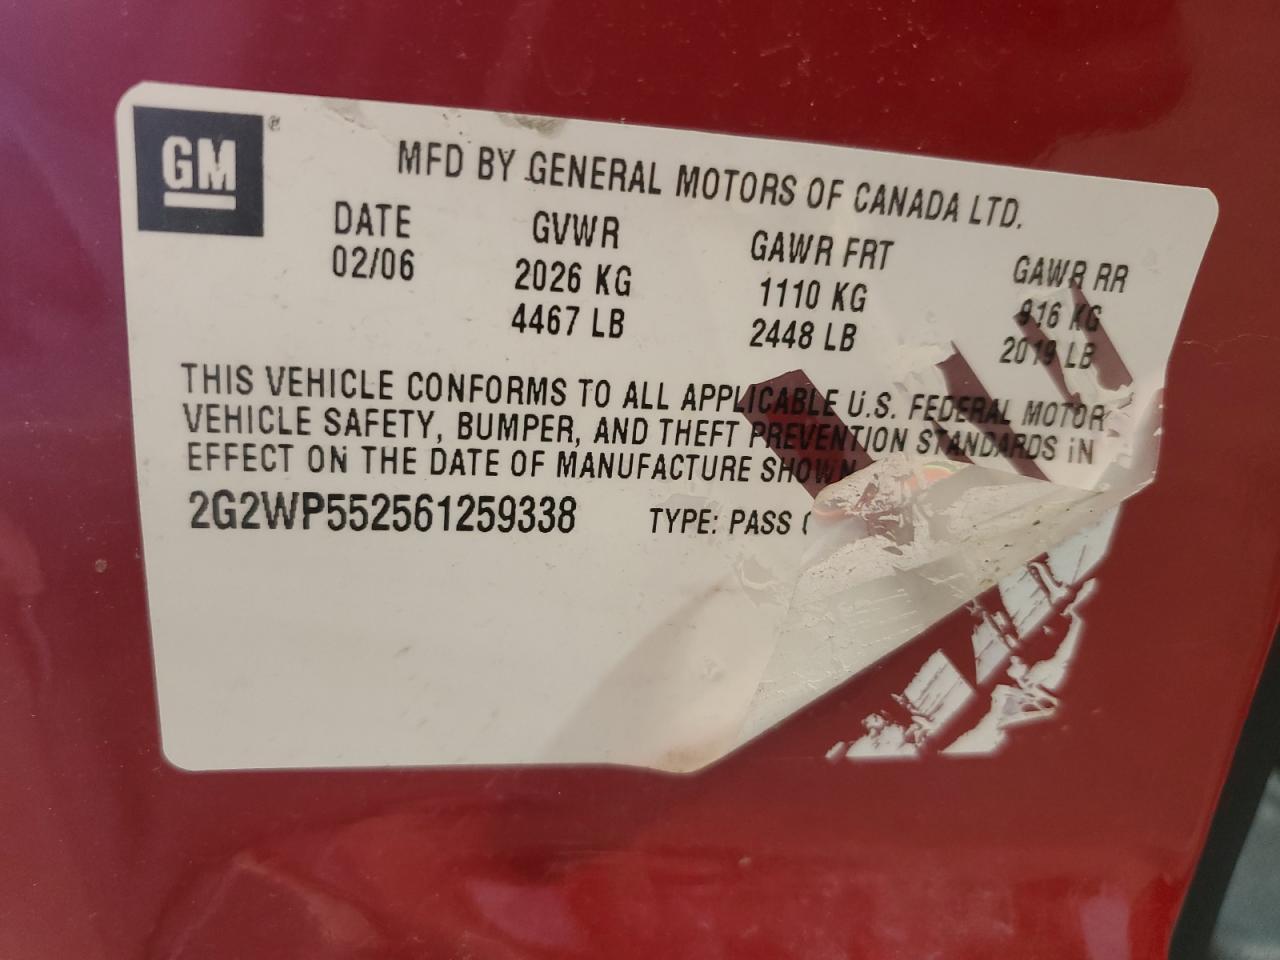 GM ®
MFD BY GENERAL MOTORS OF CANADA LTD.
DATE GVWR GAWR FRT GAWR RR
02/06 2026 KG 1110 KG 916 KG
4467 LB 2448 LB 2019 LB
THIS VEHICLE CONFORMS TO ALL APPLICABLE U.S. FEDERAL MOTOR
VEHICLE SAFETY, BUMPER, AND THEFT PREVENTION STANDARDS IN
EFFECT ON THE DATE OF MANUFACTURE SHOWN
2G2WP552561259338 TYPE: PASS